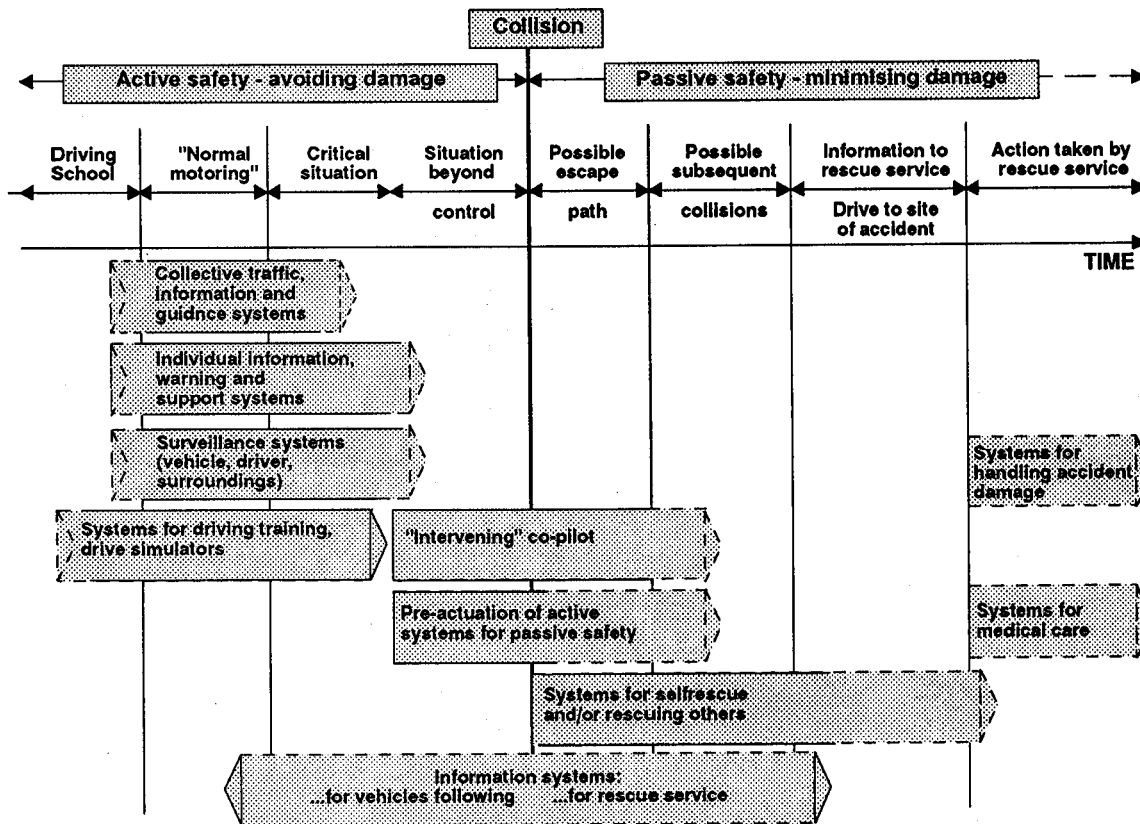 Collision
Active safety - avoiding damage
Passive safety - minimising damage
Driving
School
"Normal
motoring"
Critical
situation
Situation
beyond
control
Possible
escape
path
Possible
subsequent
collisions
Information to
rescue service
Drive to site
of accident
Action taken by
rescue service
TIME
Collective traffic,
information and
guidnce systems
Individual information,
warning and
support systems
Surveillance systems
(vehicle, driver,
surroundings)
Systems for
handling accident
damage
Systems for driving training,
drive simulators
"Intervening" co-pilot
Pre-actuation of active
systems for passive safety
Systems for
medical care
Systems for selfrescue
and/or rescuing others
Information systems:
...for vehicles following ...for rescue service